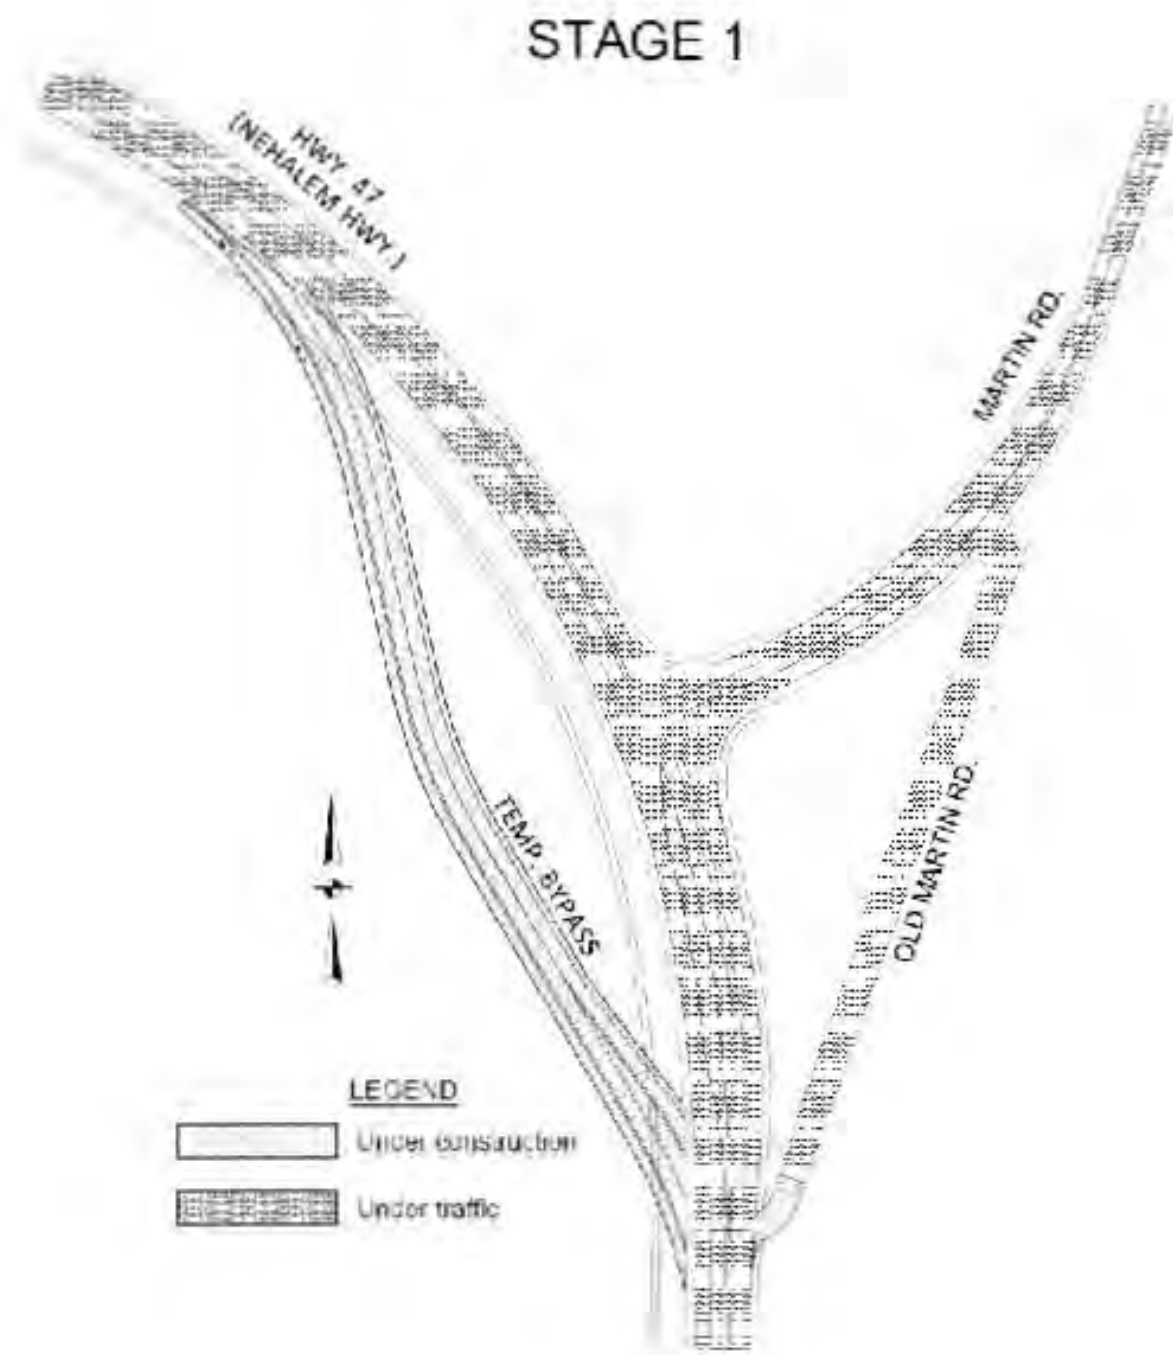 STAGE 1
HWY. 47
(NEHALEM HWY.)
MARTIN RD.
TEMP. BYPASS
OLD MARTIN RD.
LEGEND
Under construction
Under traffic